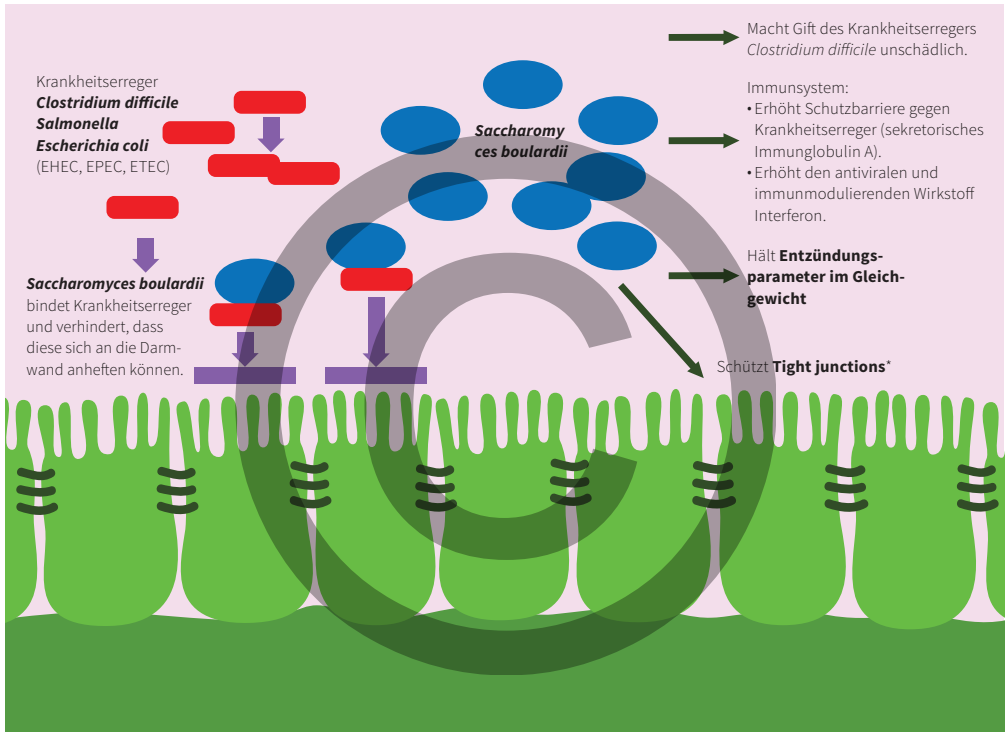 Krankheitserreger
Clostridium difficile
Salmonella
Escherichia coli
(EHEC, EPEC, ETEC)
Saccharomyces boulardii
bindet Krankheitserreger
und verhindert, dass
diese sich an die Darm-
wand anheften können.
Saccharomy
ces boulardii
Macht Gift des Krankheitserregers
Clostridium difficile unschädlich.
Immunsystem:
• Erhöht Schutzbarriere gegen
Krankheitserreger (sekretorisches
Immunglobulin A).
• Erhöht den antiviralen und
immunmodulierenden Wirkstoff
Interferon.
Hält Entzündungs-
parameter im Gleich-
gewicht
Schützt Tight junctions*